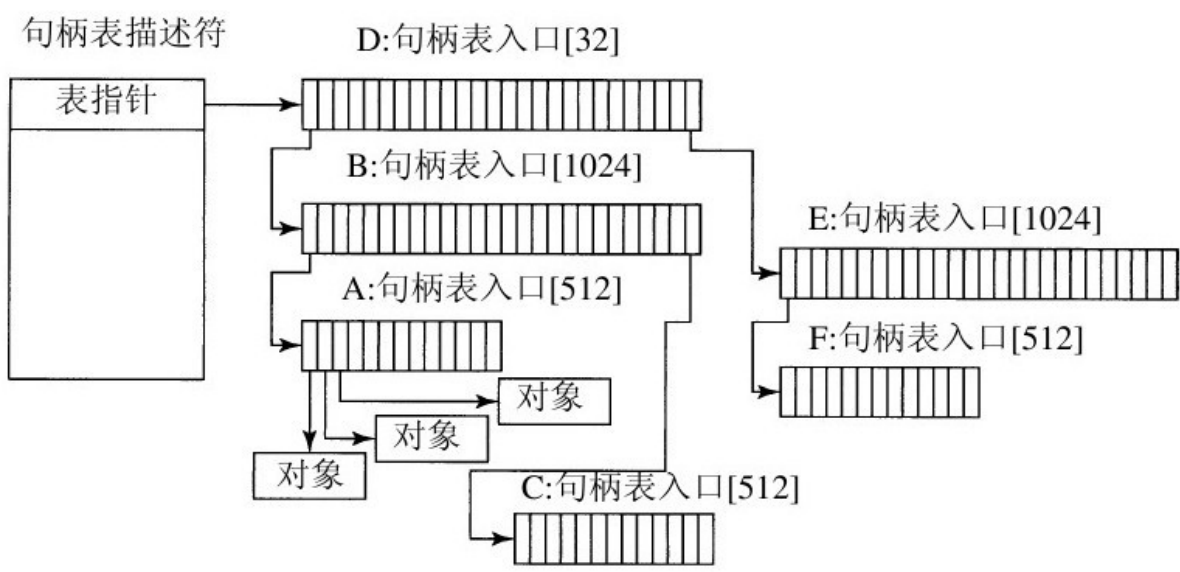 句柄表描述符
表指针
D:句柄表入口[32]
B:句柄表入口[1024]
A:句柄表入口[512]
对象
对象
对象
C:句柄表入口[512]
E:句柄表入口[1024]
F:句柄表入口[512]